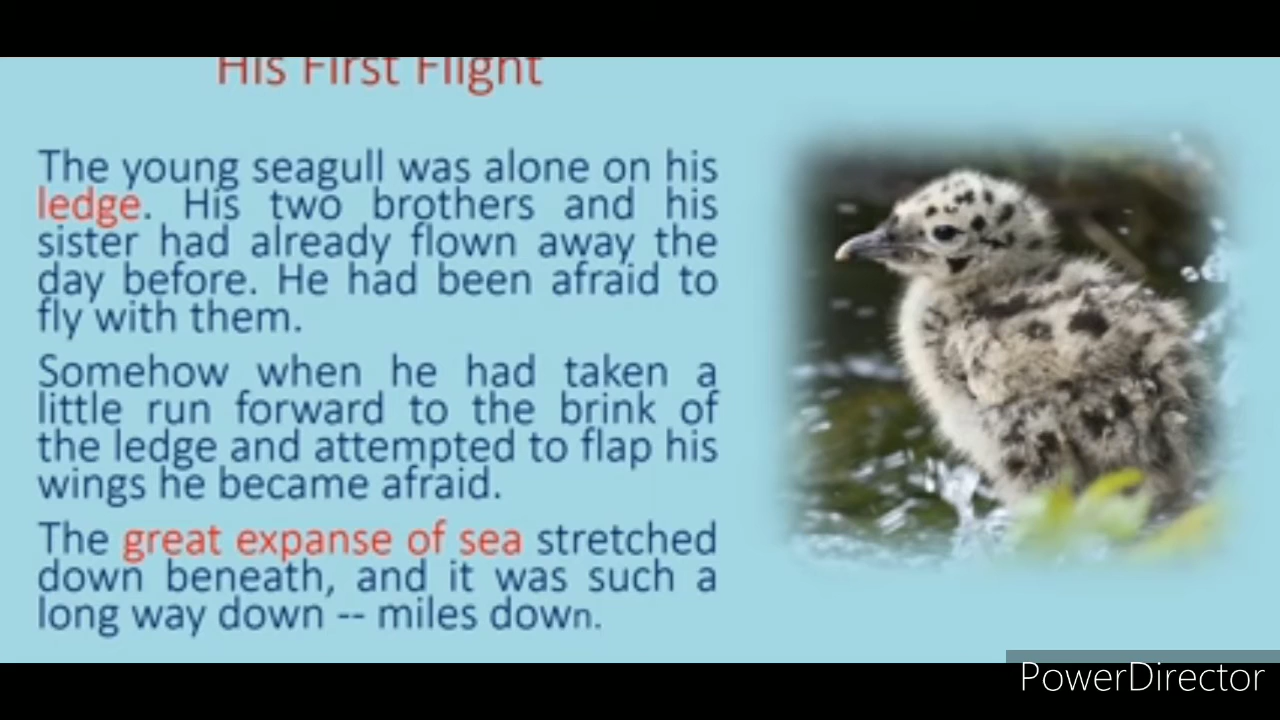 His First Flight
The young seagull was alone on his
ledge. His two brothers and his
sister had already flown away the
day before. He had been afraid to
fly with them.
Somehow when he had taken a
little run forward to the brink of
the ledge and attempted to flap his
wings he became afraid.
The great expanse of sea stretched
down beneath, and it was such a
long way down -- miles down.
PowerDirector